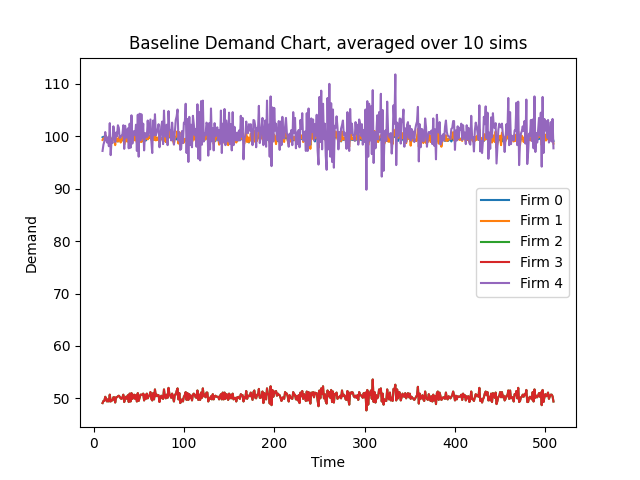 Baseline Demand Chart, averaged over 10 sims
110
100
90
80
70
60
50
Demand
Firm 0
Firm 1
Firm 2
Firm 3
Firm 4
0 100 200 300 400 500
Time